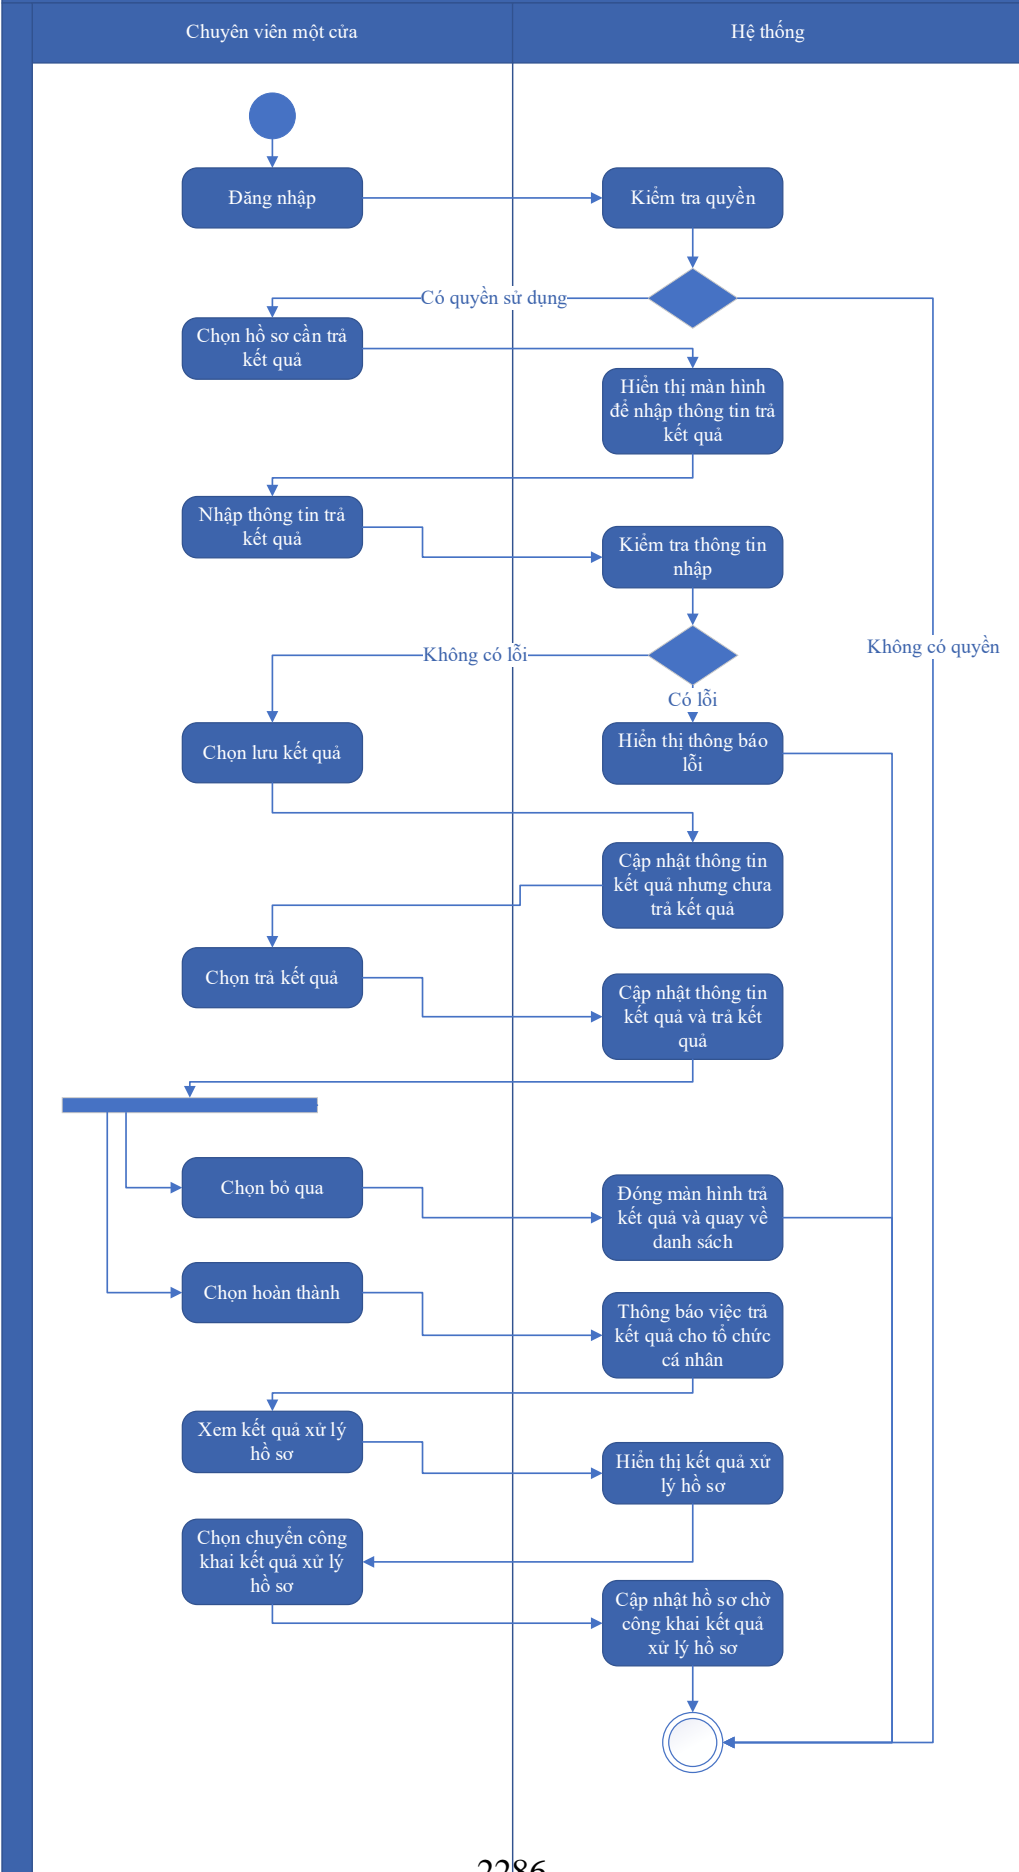 Chuyên viên một cửa
Hệ thống
Đăng nhập
Kiểm tra quyền
Có quyền sử dụng
Chọn hồ sơ cần trả
kết quả
Hiển thị màn hình
để nhập thông tin trả
kết quả
Nhập thông tin trả
kết quả
Kiểm tra thông tin
nhập
Không có quyền
Không có lỗi
Có lỗi
Chọn lưu kết quả
Hiển thị thông báo
lỗi
Cập nhật thông tin
kết quả nhưng chưa
trả kết quả
Chọn trả kết quả
Cập nhật thông tin
kết quả và trả kết
quả
Chọn bỏ qua
Đóng màn hình trả
kết quả và quay về
danh sách
Chọn hoàn thành
Thông báo việc trả
kết quả cho tổ chức
cá nhân
Xem kết quả xử lý
hồ sơ
Hiển thị kết quả xử
lý hồ sơ
Chọn chuyển công
khai kết quả xử lý
hồ sơ
Cập nhật hồ sơ chờ
công khai kết quả
xử lý hồ sơ
2286